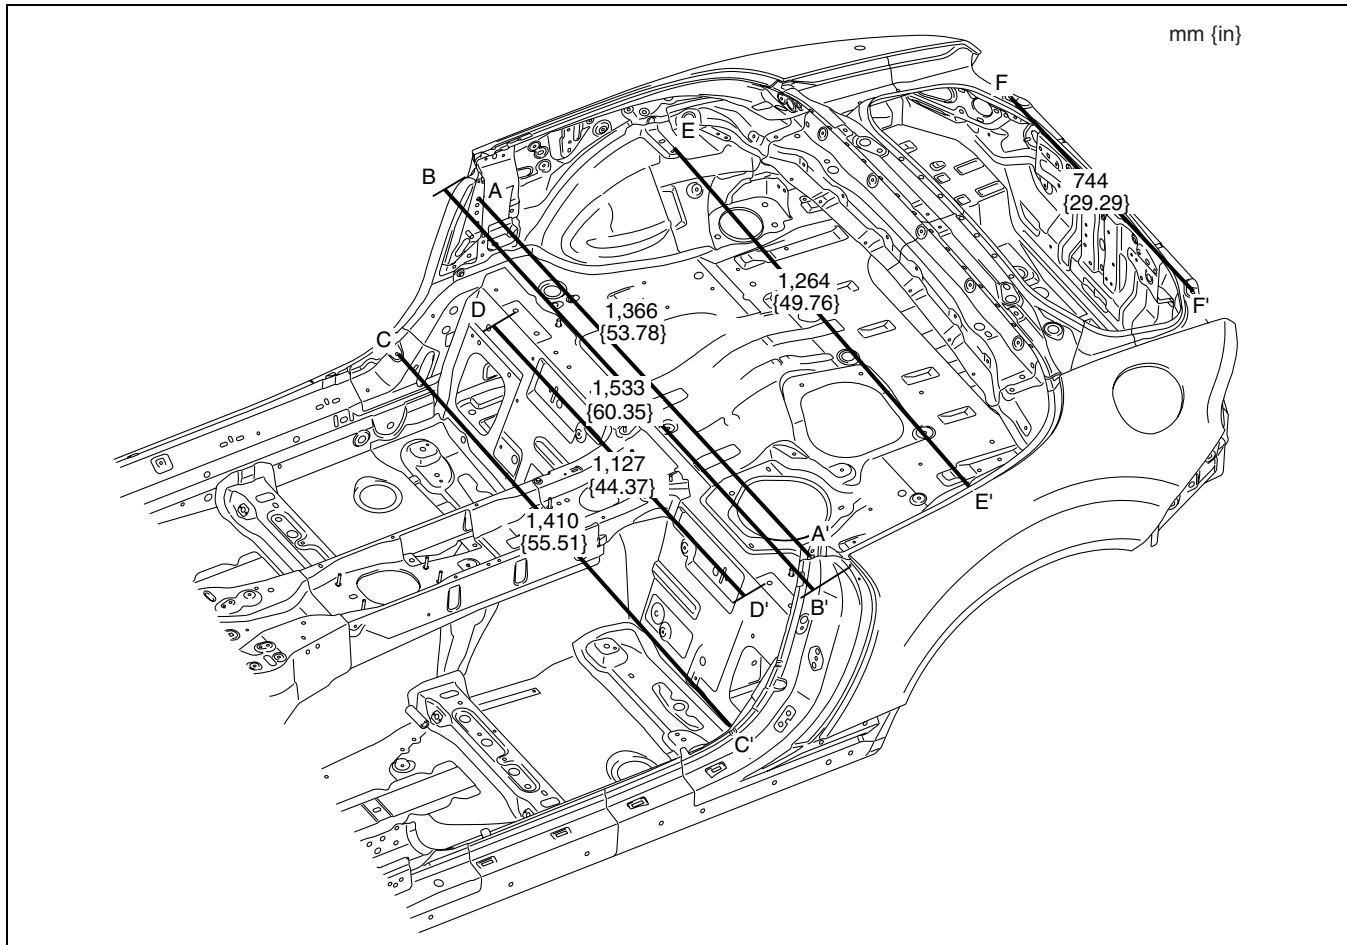 mm {in}
F
E
B
A
744
{29.29}
1,264
{49.76}
F'
D
1,366
{53.78}
C
1,533
{60.35}
1,127
{44.37}
E'
1,410
{55.51}
A'
D'
B'
C'